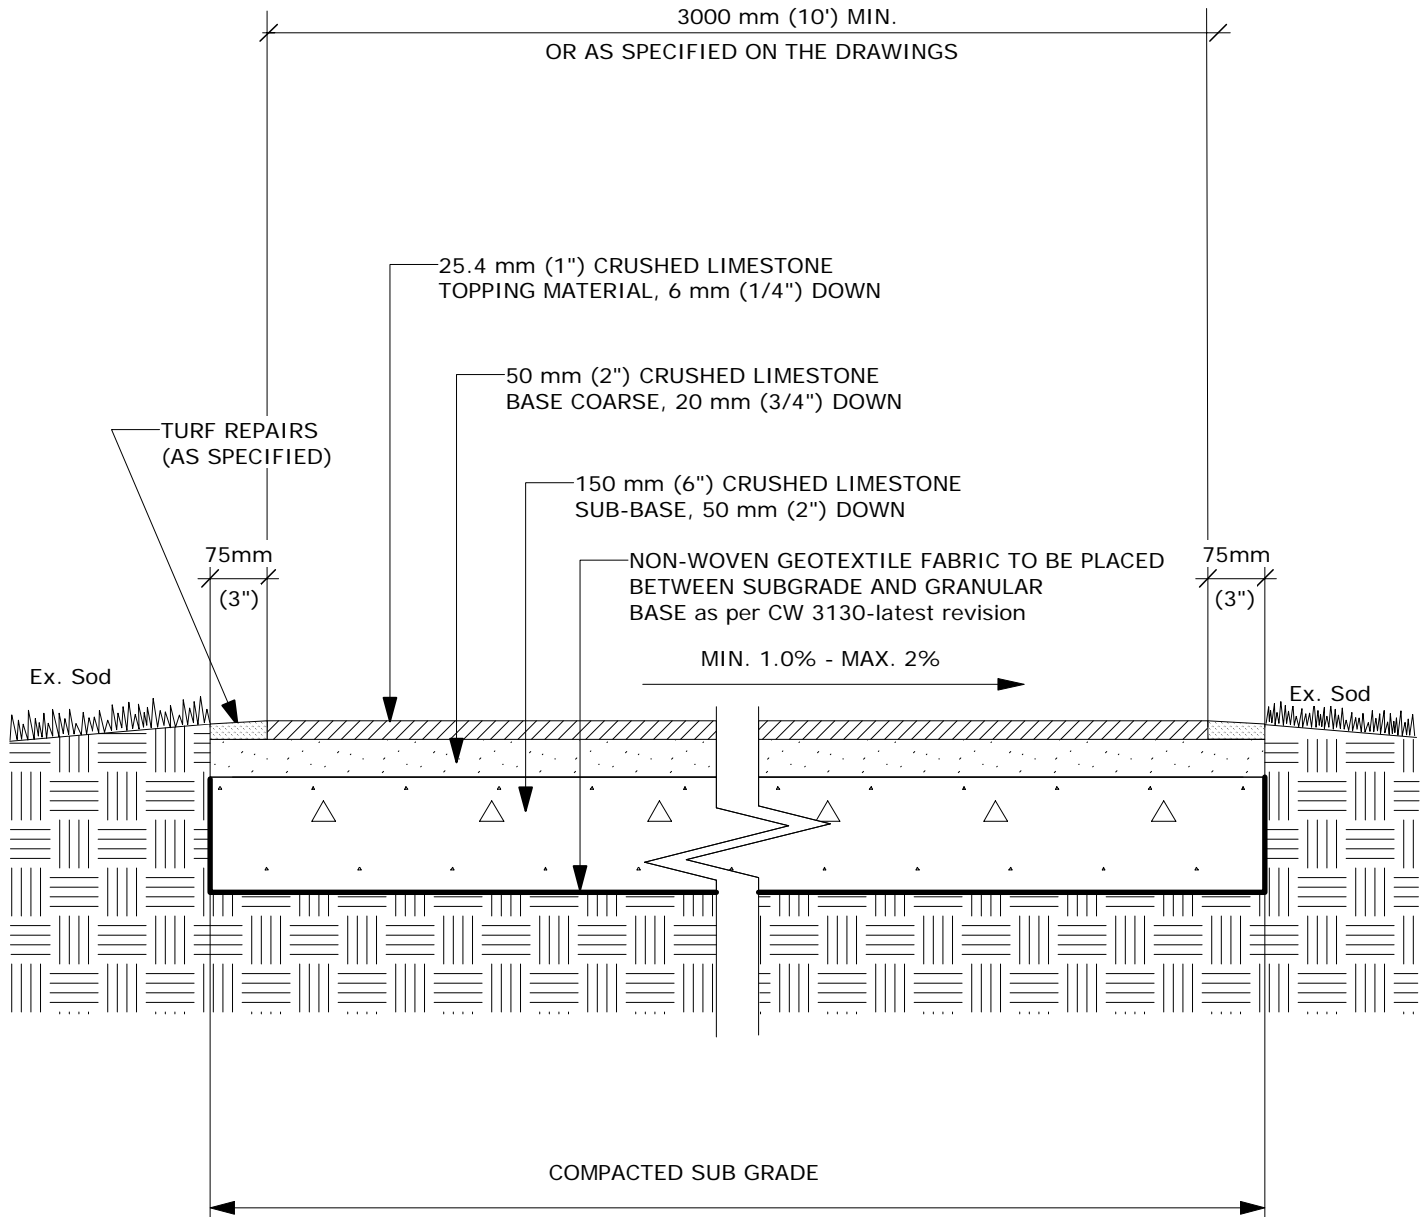 3000 mm (10') MIN.
OR AS SPECIFIED ON THE DRAWINGS
25.4 mm (1") CRUSHED LIMESTONE
TOPPING MATERIAL, 6 mm (1/4") DOWN
50 mm (2") CRUSHED LIMESTONE
BASE COARSE, 20 mm (3/4") DOWN
TURF REPAIRS
(AS SPECIFIED)
150 mm (6") CRUSHED LIMESTONE
SUB-BASE, 50 mm (2") DOWN
75mm
(3")
NON-WOVEN GEOTEXTILE FABRIC TO BE PLACED
BETWEEN SUBGRADE AND GRANULAR
BASE as per CW 3130-latest revision
75mm
(3")
MIN. 1.0% - MAX. 2%
Ex. Sod
Ex. Sod
COMPACTED SUB GRADE